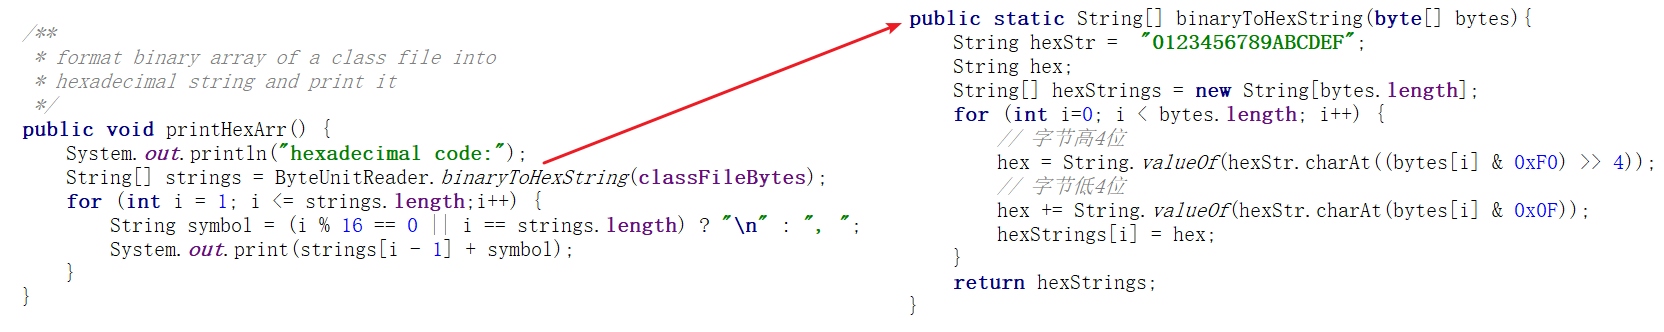 /**
 * format binary array of a class file into
 * hexadecimal string and print it
 */
public void printHexArr() {
    System.out.println("hexadecimal code:");
    String[] strings = ByteUnitReader.binaryToHexString(classFileBytes);
    for (int i = 1; i <= strings.length;i++) {
        String symbol = (i % 16 == 0 || i == strings.length) ? "\n" : ", ";
        System.out.print(strings[i - 1] + symbol);
    }
}
public static String[] binaryToHexString(byte[] bytes){
    String hexStr =  "0123456789ABCDEF";
    String hex;
    String[] hexStrings = new String[bytes.length];
    for (int i=0; i < bytes.length; i++) {
        // 字节高4位
        hex = String.valueOf(hexStr.charAt((bytes[i] & 0xF0) >> 4));
        // 字节低4位
        hex += String.valueOf(hexStr.charAt(bytes[i] & 0x0F));
        hexStrings[i] = hex;
    }
    return hexStrings;
}